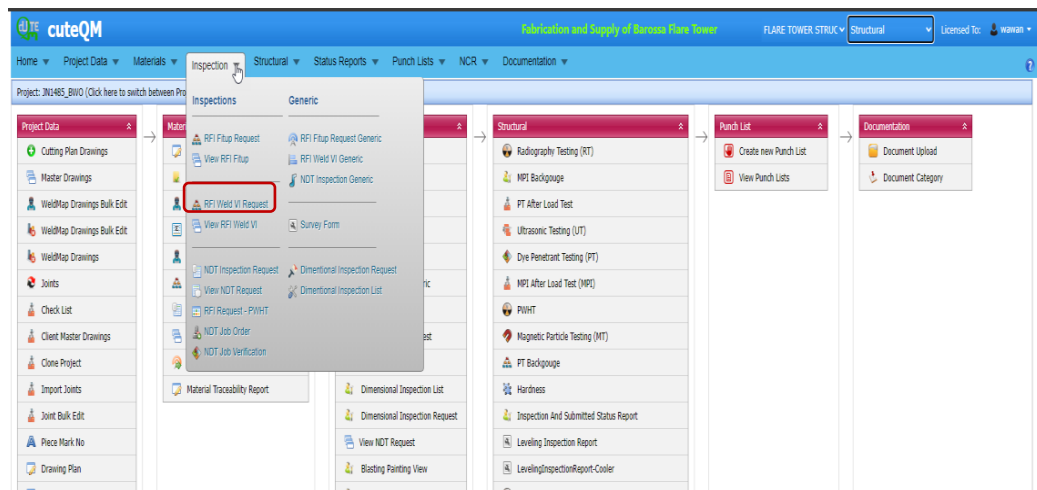 cuteQM
Fabrication and Supply of Barossa Flare Tower
FLARE TOWER STRUC
Structural
Licensed To:
wawan
Home
Project Data
Materials
Inspection
Structural
Status Reports
Punch Lists
NCR
Documentation
Project: JN1485_BWO (Click here to switch between Pro
Project Data
Cutting Plan Drawings
Master Drawings
WeldMap Drawings Bulk Edit
WeldMap Drawings Bulk Edit
WeldMap Drawings
Joints
Check List
Client Master Drawings
Clone Project
Import Joints
Joint Bulk Edit
Piece Mark No
Drawing Plan
Mater
Material Traceability Report
Inspections
RFI Fitup Request
View RFI Fitup
RFI Weld VI Request
View RFI Weld VI
NDT Inspection Request
View NDT Request
RFI Request - PWHT
NDT Job Order
NDT Job Verification
Generic
RFI Fitup Request Generic
RFI Weld VI Generic
NDT Inspection Generic
Survey Form
Dimentional Inspection Request
Dimentional Inspection List
ric
est
Dimensional Inspection List
Dimensional Inspection Request
View NDT Request
Blasting Painting View
Structural
Radiography Testing (RT)
MPI Backgouge
PT After Load Test
Ultrasonic Testing (UT)
Dye Penetrant Testing (PT)
MPI After Load Test (MPI)
PWHT
Magnetic Particle Testing (MT)
PT Backgouge
Hardness
Inspection And Submitted Status Report
Leveling Inspection Report
LevelingInspectionReport-Cooler
Punch List
Create new Punch List
View Punch Lists
Documentation
Document Upload
Document Category